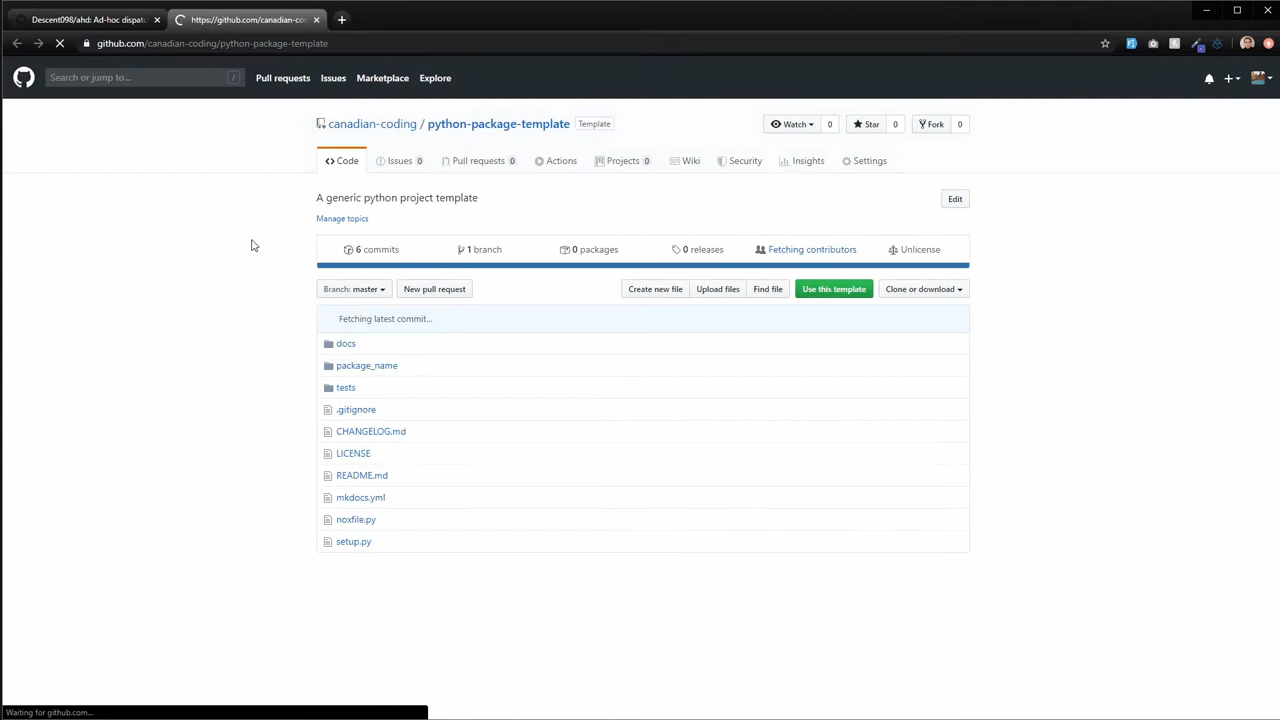 Descent098/ahd: Ad-hoc dispatc
https://github.com/canadian-co
github.com/canadian-coding/python-package-template
Search or jump to...
/
Pull requests
Issues
Marketplace
Explore
canadian-coding / python-package-template
Template
Watch 0
Star 0
Fork 0
Code
Issues 0
Pull requests 0
Actions
Projects 0
Wiki
Security
Insights
Settings
A generic python project template
Edit
Manage topics
6 commits
1 branch
0 packages
0 releases
Fetching contributors
Unlicense
Branch: master
New pull request
Create new file
Upload files
Find file
Use this template
Clone or download
Fetching latest commit...
docs
package_name
tests
.gitignore
CHANGELOG.md
LICENSE
README.md
mkdocs.yml
noxfile.py
setup.py
Waiting for github.com...